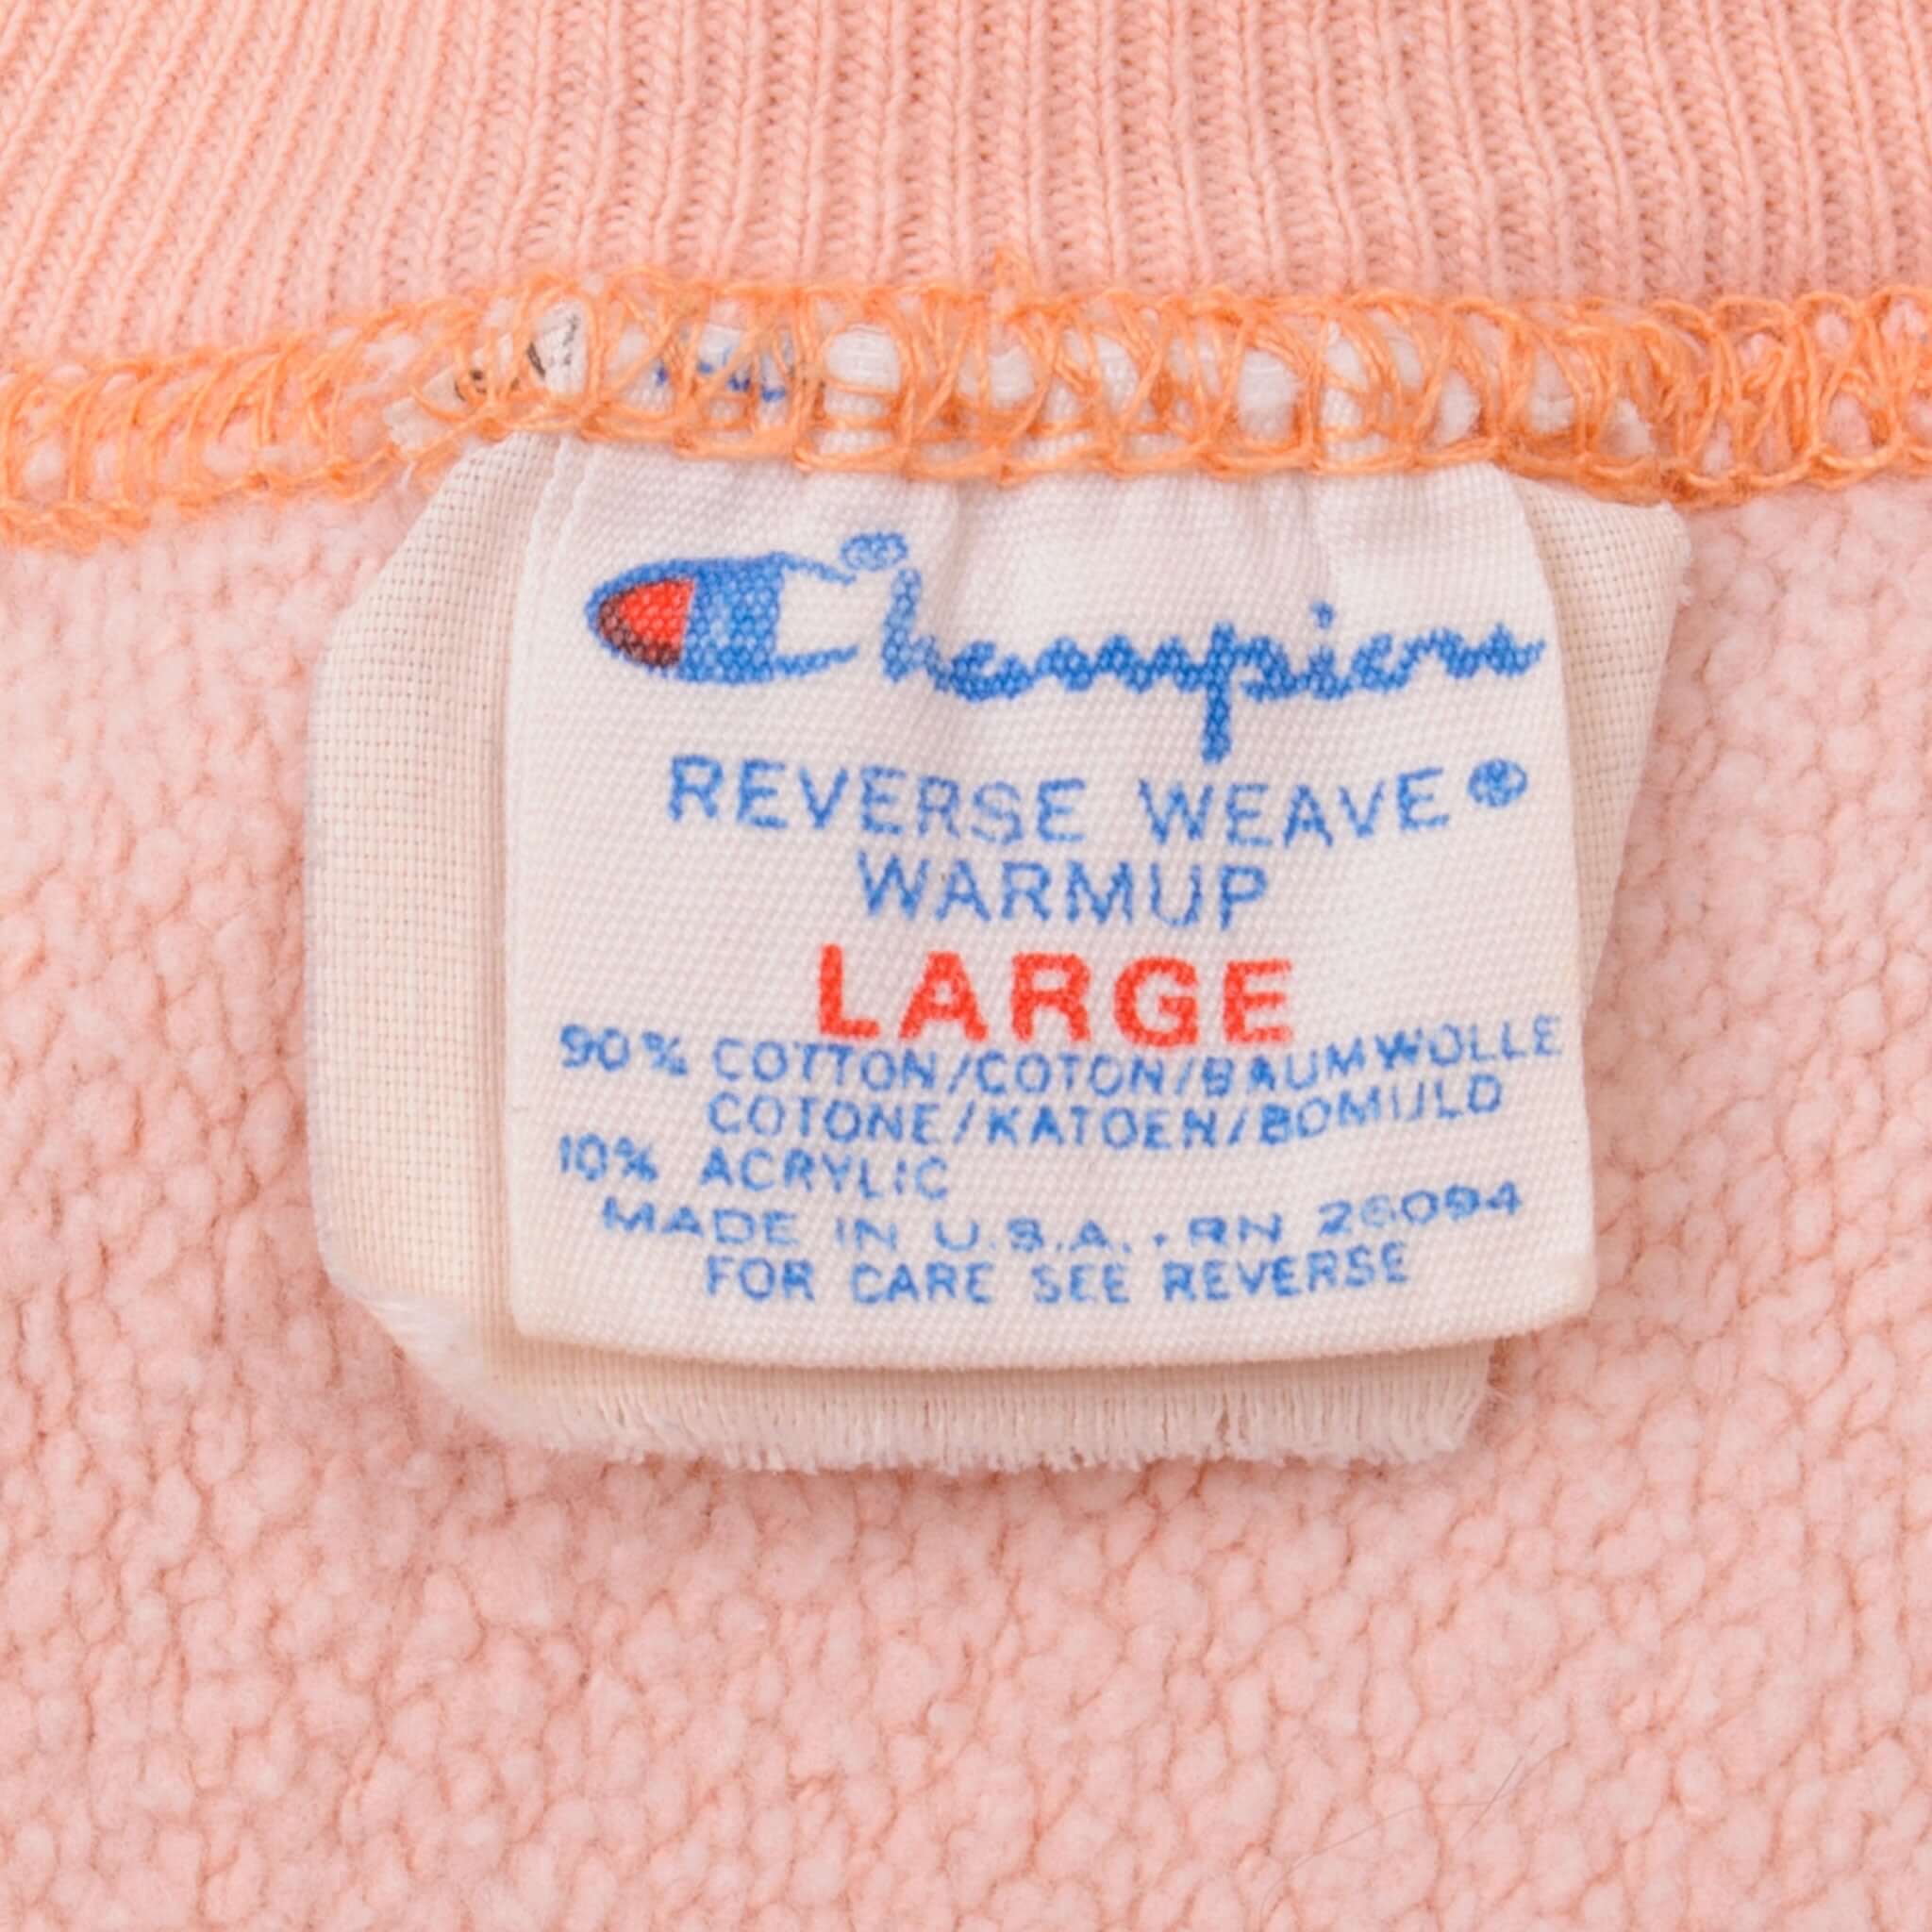 Champion
REVERSE WEAVE®
WARMUP
LARGE
90% COTTON/COTON/BAUMWOLLE
COTONE/KATOEN/BOMULD
10% ACRYLIC
MADE IN U.S.A. • RN 26094
FOR CARE SEE REVERSE